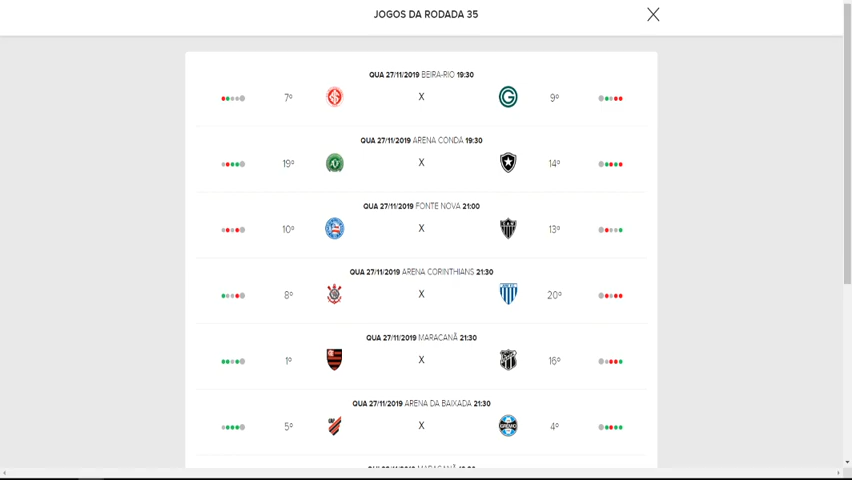 JOGOS DA RODADA 35
QUA 27/11/2019 BEIRA-RIO 19:30
7º X 9º
QUA 27/11/2019 ARENA CONDA 19:30
19º X 14º
QUA 27/11/2019 FONTE NOVA 21:00
10º X 13º
QUA 27/11/2019 ARENA CORINTHIANS 21:30
8º X 20º
QUA 27/11/2019 MARACANÃ 21:30
1º X 16º
QUA 27/11/2019 ARENA DA BAIXADA 21:30
5º X 4º